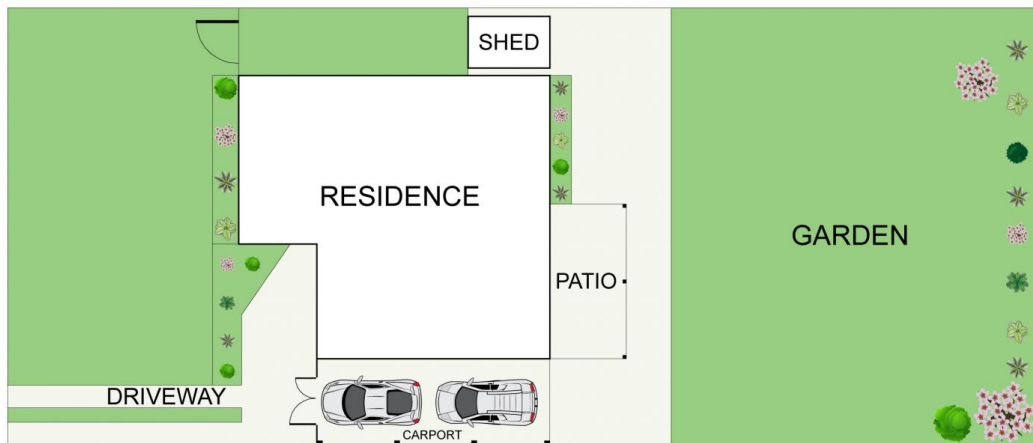 SHED
RESIDENCE
GARDEN
PATIO
DRIVEWAY
CARPORT